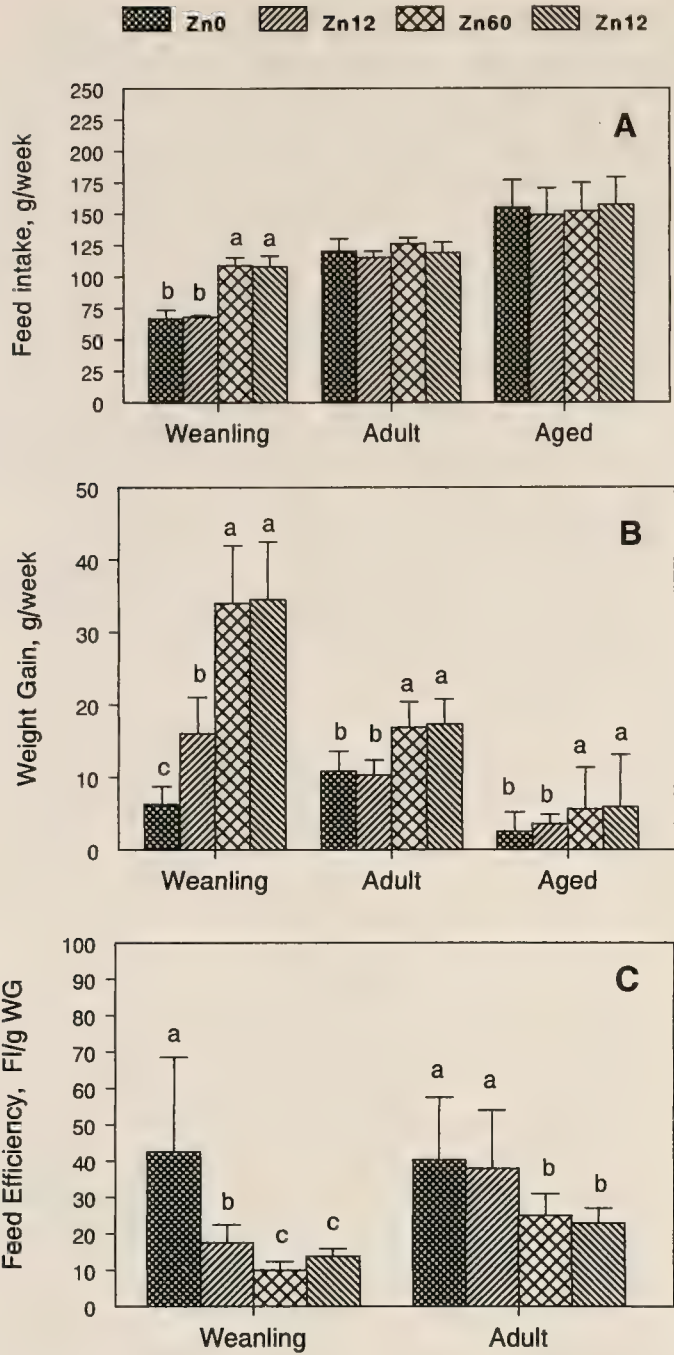 Zn0 Zn12 Zn60 Zn12
A
Feed intake, g/week
250
225
200
175
150
125
100
75
50
25
0
b b a a
Weanling Adult Aged
B
Weight Gain, g/week
50
40
30
20
10
0
c b a a
b b a a
b b a a
Weanling Adult Aged
C
Feed Efficiency, FI/g WG
100
90
80
70
60
50
40
30
20
10
0
a b c c
a a b b
Weanling Adult